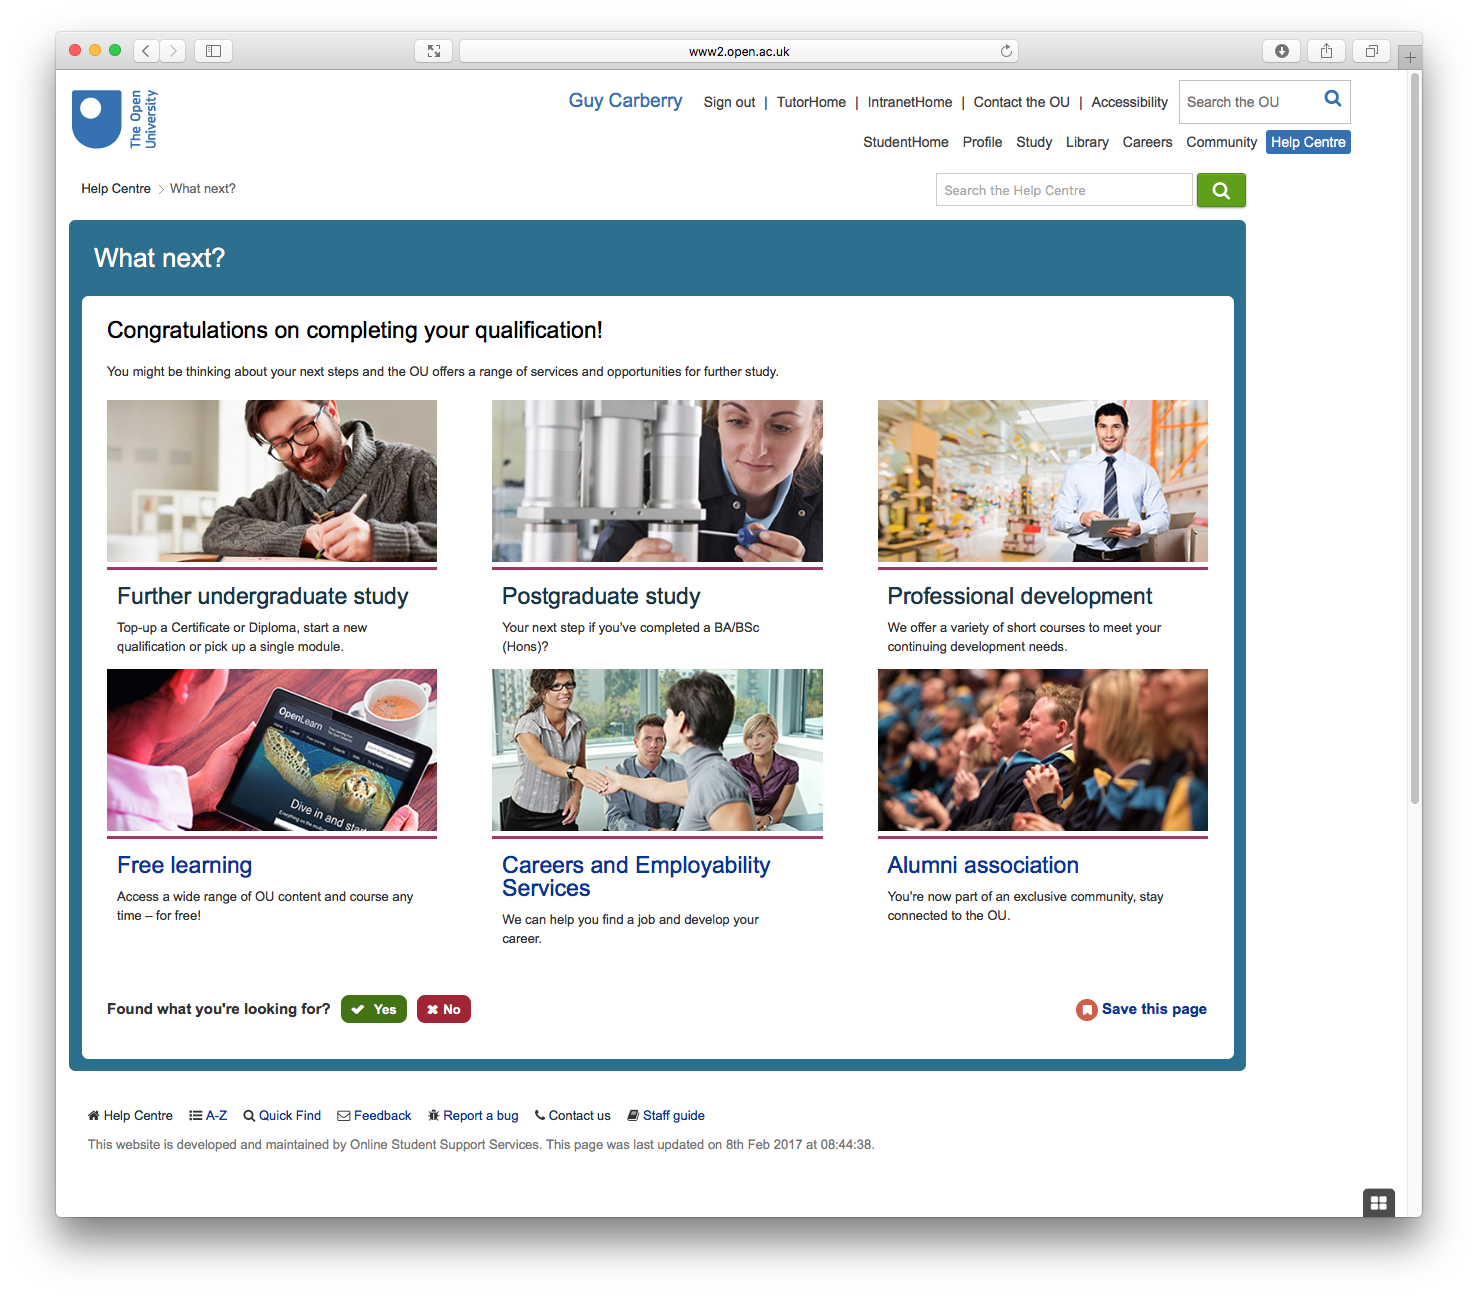 www2.open.ac.uk
The Open
University
Guy Carberry Sign out | TutorHome | IntranetHome | Contact the OU | Accessibility Search the OU
StudentHome Profile Study Library Careers Community Help Centre
Help Centre What next? Search the Help Centre
What next?
Congratulations on completing your qualification!
You might be thinking about your next steps and the OU offers a range of services and opportunities for further study.
Further undergraduate study
Top-up a Certificate or Diploma, start a new
qualification or pick up a single module.
Postgraduate study
Your next step if you've completed a BA/BSc
(Hons)?
Professional development
We offer a variety of short courses to meet your
continuing development needs.
OpenLearn
Dive in and start
Free learning
Access a wide range of OU content and course any
time – for free!
Careers and Employability
Services
We can help you find a job and develop your
career.
Alumni association
You're now part of an exclusive community, stay
connected to the OU.
Found what you're looking for? Yes No Save this page
Help Centre A-Z Quick Find Feedback Report a bug Contact us Staff guide
This website is developed and maintained by Online Student Support Services. This page was last updated on 8th Feb 2017 at 08:44:38.